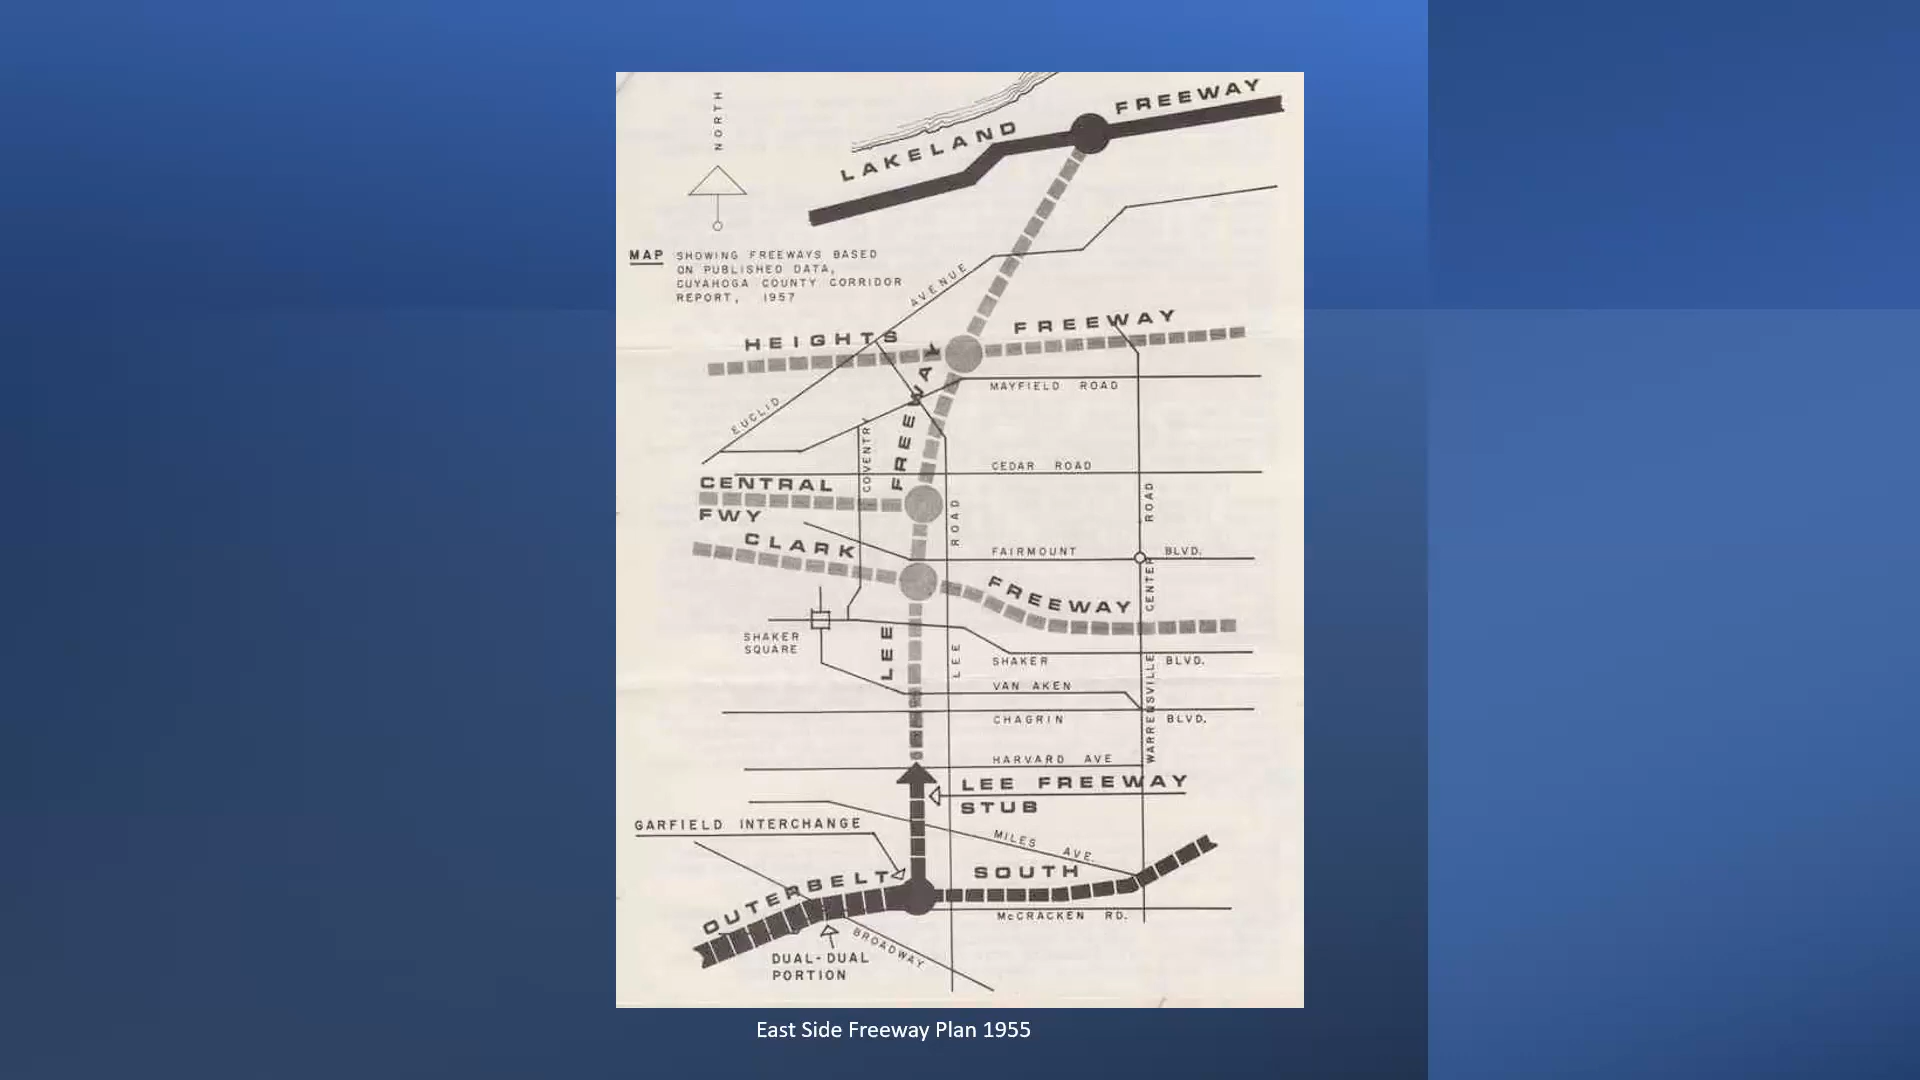 NORTH
LAKELAND FREEWAY
MAP SHOWING FREEWAYS BASED
ON PUBLISHED DATA,
CUYAHOGA COUNTY CORRIDOR
REPORT, 1957
AVENUE
HEIGHTS FREEWAY
MAYFIELD ROAD
EUCLID
COVENTRY
FREEWAY
CEDAR ROAD
CENTRAL
FWY
ROAD
ROAD
CLARK FREEWAY
FAIRMOUNT BLVD.
CENTER
SHAKER
SQUARE
LEE
LEE
SHAKER BLVD.
VAN AKEN
WARRENSVILLE
CHAGRIN BLVD.
HARVARD AVE
LEE FREEWAY
STUB
GARFIELD INTERCHANGE
MILES AVE.
OUTERBELT SOUTH
McCRACKEN RD.
BROADWAY
DUAL-DUAL
PORTION
East Side Freeway Plan 1955